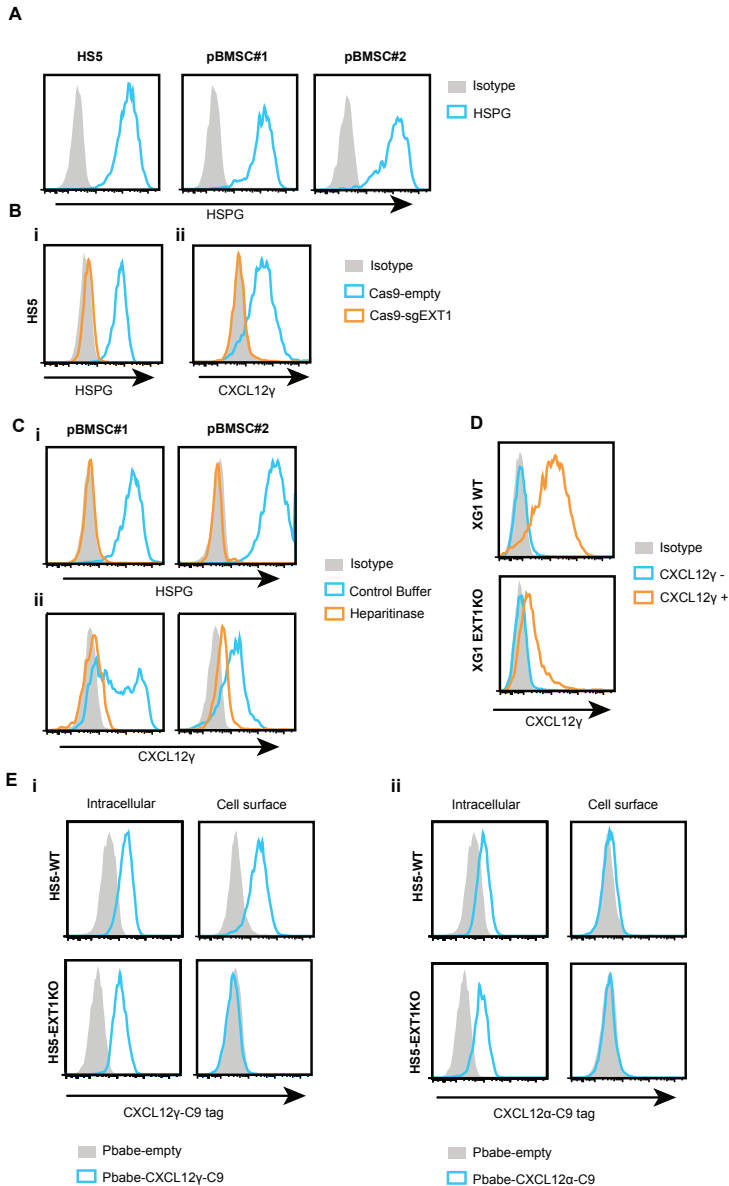 A
HS5
pBMSC#1
pBMSC#2
Isotype
HSPG
HSPG
B
i
ii
HS5
Isotype
Cas9-empty
Cas9-sgEXT1
HSPG
CXCL12γ
C
i
pBMSC#1
pBMSC#2
HSPG
Isotype
Control Buffer
Heparitinase
ii
CXCL12γ
D
XG1 WT
Isotype
CXCL12γ -
CXCL12γ +
XG1 EXT1KO
CXCL12γ
E
i
Intracellular
Cell surface
HS5-WT
HS5-EXT1KO
CXCL12γ-C9 tag
Pbabe-empty
Pbabe-CXCL12γ-C9
ii
Intracellular
Cell surface
HS5-WT
HS5-EXT1KO
CXCL12α-C9 tag
Pbabe-empty
Pbabe-CXCL12α-C9